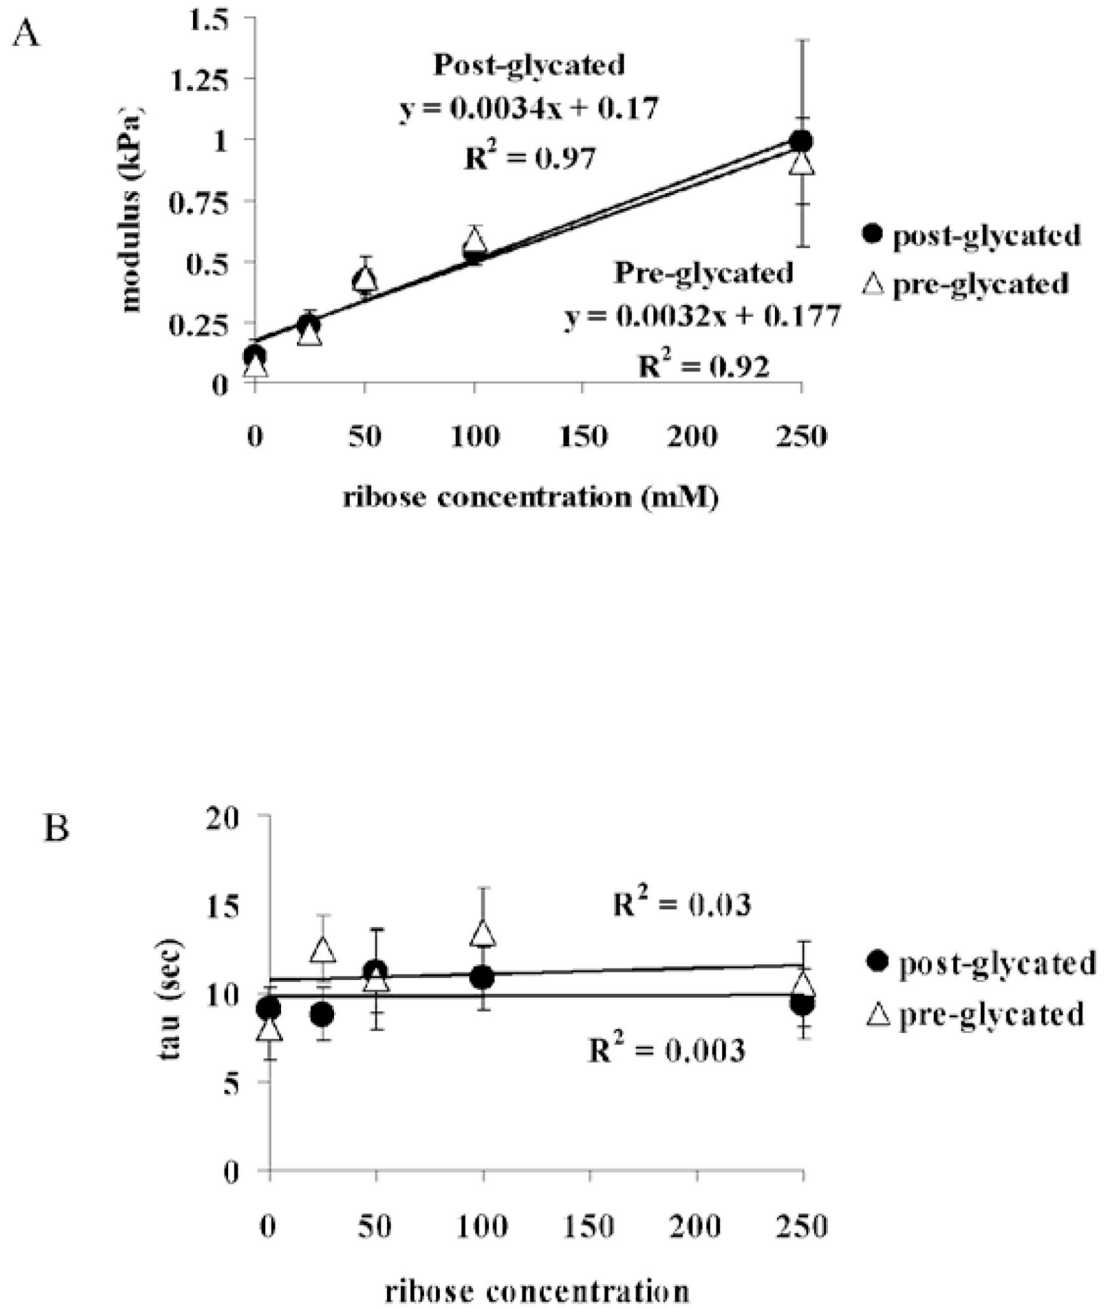 A
1.5
1.25
1
0.75
0.5
0.25
0
modulus (kPa)
Post-glycated
y = 0.0034x + 0.17
R² = 0.97
Pre-glycated
y = 0.0032x + 0.177
R² = 0.92
post-glycated
pre-glycated
0 50 100 150 200 250
ribose concentration (mM)
B
20
15
10
5
0
tau (sec)
R² = 0.03
R² = 0.003
post-glycated
pre-glycated
0 50 100 150 200 250
ribose concentration